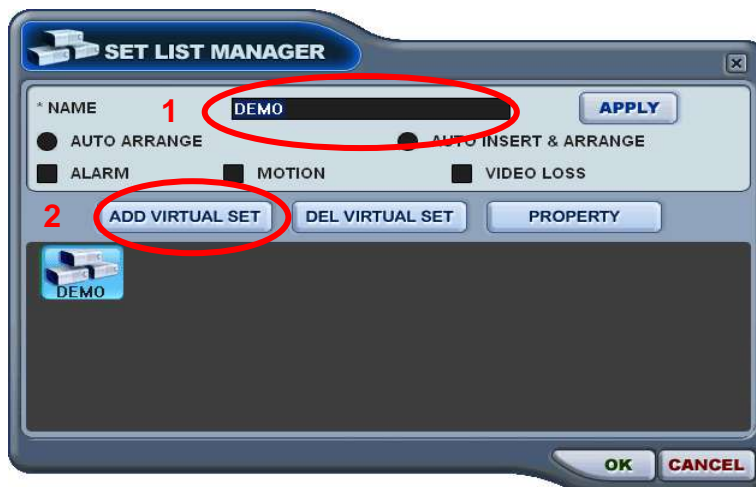 SET LIST MANAGER
* NAME 1 DEMO APPLY
AUTO ARRANGE AUTO INSERT & ARRANGE
ALARM MOTION VIDEO LOSS
2 ADD VIRTUAL SET DEL VIRTUAL SET PROPERTY
DEMO
OK CANCEL